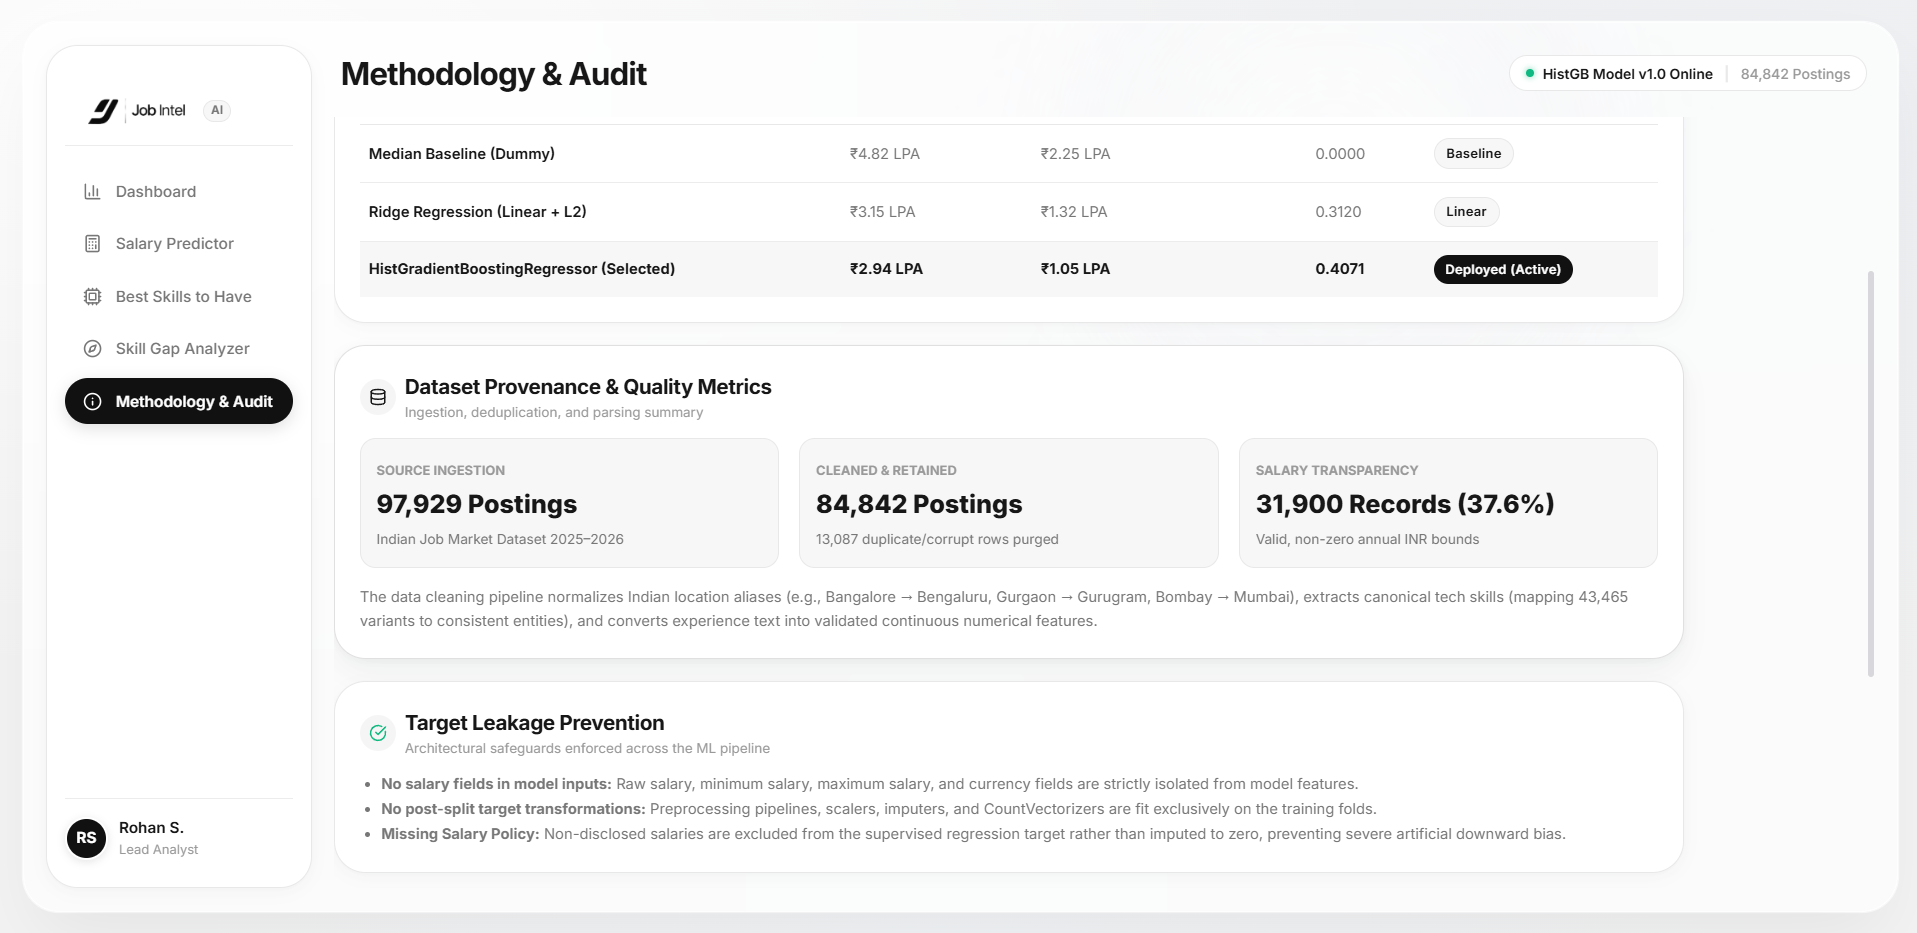 Job Intel AI
Dashboard
Salary Predictor
Best Skills to Have
Skill Gap Analyzer
Methodology & Audit
RS
Rohan S.
Lead Analyst
Methodology & Audit
HistGB Model v1.0 Online | 84,842 Postings
Median Baseline (Dummy) ₹4.82 LPA ₹2.25 LPA 0.0000 Baseline
Ridge Regression (Linear + L2) ₹3.15 LPA ₹1.32 LPA 0.3120 Linear
HistGradientBoostingRegressor (Selected) ₹2.94 LPA ₹1.05 LPA 0.4071 Deployed (Active)
Dataset Provenance & Quality Metrics
Ingestion, deduplication, and parsing summary
SOURCE INGESTION
97,929 Postings
Indian Job Market Dataset 2025–2026
CLEANED & RETAINED
84,842 Postings
13,087 duplicate/corrupt rows purged
SALARY TRANSPARENCY
31,900 Records (37.6%)
Valid, non-zero annual INR bounds
The data cleaning pipeline normalizes Indian location aliases (e.g., Bangalore → Bengaluru, Gurgaon → Gurugram, Bombay → Mumbai), extracts canonical tech skills (mapping 43,465
variants to consistent entities), and converts experience text into validated continuous numerical features.
Target Leakage Prevention
Architectural safeguards enforced across the ML pipeline
• No salary fields in model inputs: Raw salary, minimum salary, maximum salary, and currency fields are strictly isolated from model features.
• No post-split target transformations: Preprocessing pipelines, scalers, imputers, and CountVectorizers are fit exclusively on the training folds.
• Missing Salary Policy: Non-disclosed salaries are excluded from the supervised regression target rather than imputed to zero, preventing severe artificial downward bias.